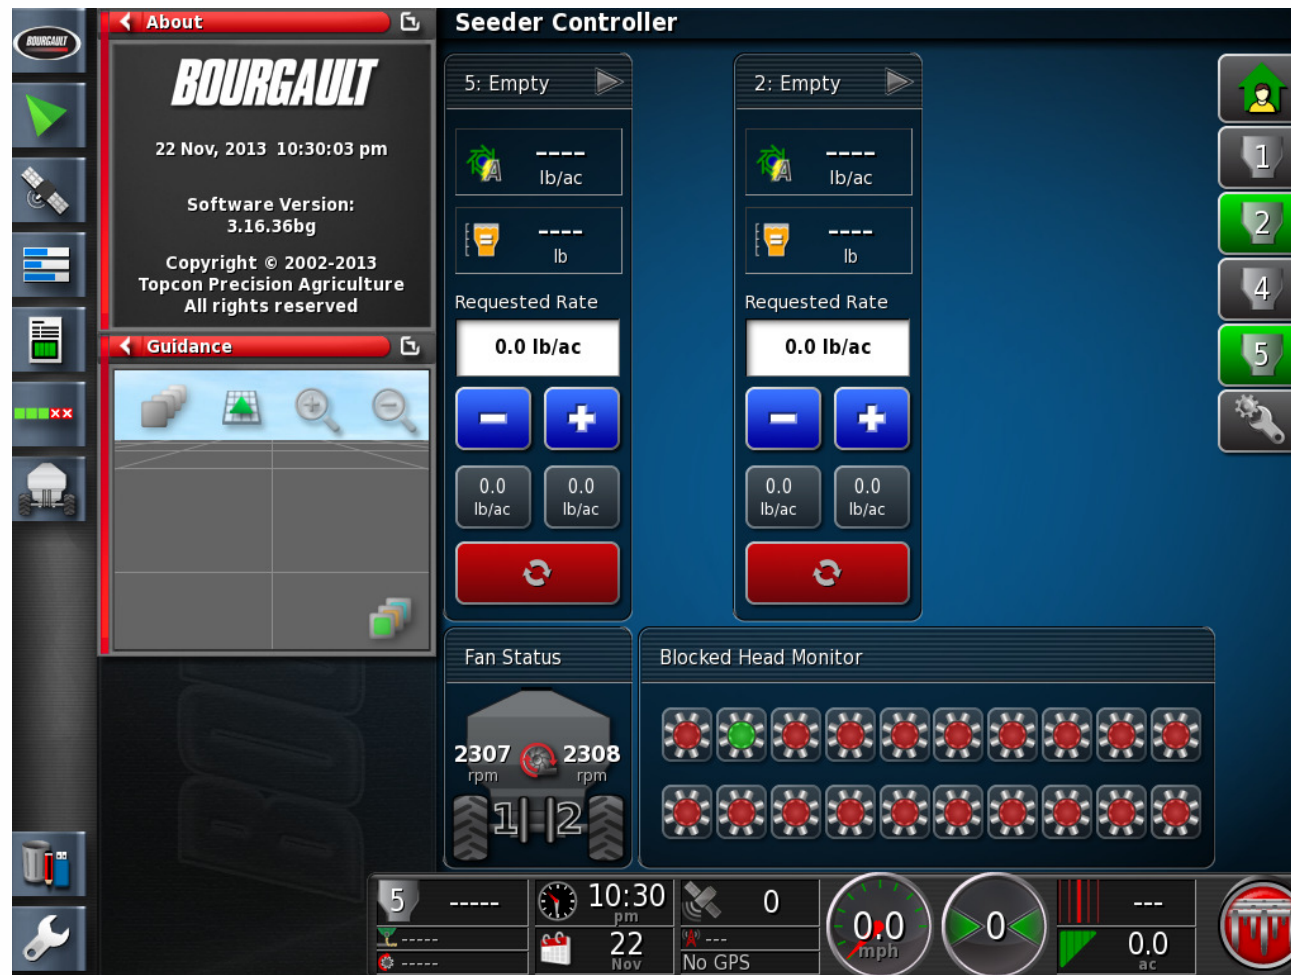 BOURGAULT
About
BOURGAULT
22 Nov, 2013 10:30:03 pm
Software Version:
3.16.36bg
Copyright © 2002-2013
Topcon Precision Agriculture
All rights reserved
Guidance
Seeder Controller
5: Empty
A
----
lb/ac
----
lb
Requested Rate
0.0 lb/ac
0.0
lb/ac
0.0
lb/ac
2: Empty
A
----
lb/ac
----
lb
Requested Rate
0.0 lb/ac
0.0
lb/ac
0.0
lb/ac
1
2
4
5
Fan Status
2307
rpm
2308
rpm
1 2
Blocked Head Monitor
5 -----
-----
-----
10:30
pm
22
Nov
0
---
No GPS
0.0
mph
0
---
0.0
ac